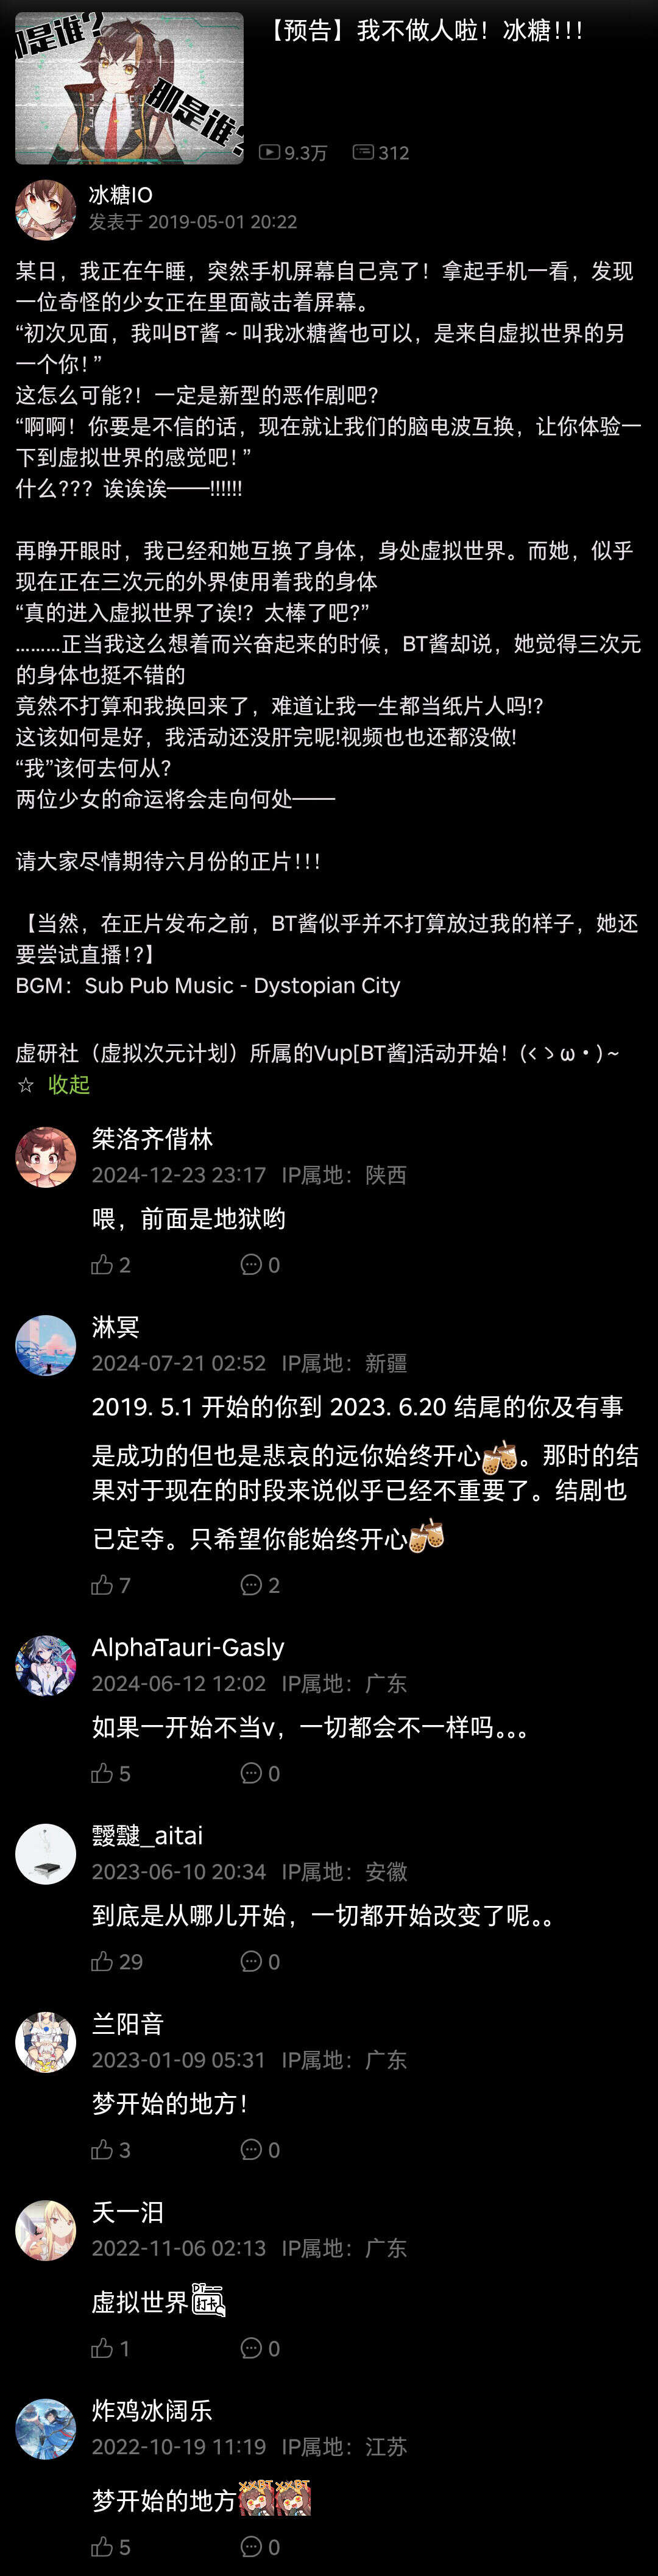 那是谁？
那是谁？
【预告】我不做人啦！冰糖！！！
9.3万 312
冰糖IO
发表于 2019-05-01 20:22
某日，我正在午睡，突然手机屏幕自己亮了！拿起手机一看，发现
一位奇怪的少女正在里面敲击着屏幕。
“初次见面，我叫BT酱～叫我冰糖酱也可以，是来自虚拟世界的另
一个你！”
这怎么可能?！一定是新型的恶作剧吧?
“啊啊！你要是不信的话，现在就让我们的脑电波互换，让你体验一
下到虚拟世界的感觉吧！”
什么??? 诶诶诶——!!!!!!
再睁开眼时，我已经和她互换了身体，身处虚拟世界。而她，似乎
现在正在三次元的外界使用着我的身体
“真的进入虚拟世界了诶!? 太棒了吧?”
………正当我这么想着而兴奋起来的时候，BT酱却说，她觉得三次元
的身体也挺不错的
竟然不打算和我换回来了，难道让我一生都当纸片人吗!?
这该如何是好，我活动还没肝完呢!视频也也还都没做!
“我”该何去何从?
两位少女的命运将会走向何处——
请大家尽情期待六月份的正片！！！
【当然，在正片发布之前，BT酱似乎并不打算放过我的样子，她还
要尝试直播!?】
BGM：Sub Pub Music - Dystopian City
虚研社（虚拟次元计划）所属的Vup[BT酱]活动开始！(<ゝω・)～
☆ 收起
桀洛齐偦林
2024-12-23 23:17 IP属地：陕西
喂，前面是地狱哟
2 0
淋冥
2024-07-21 02:52 IP属地：新疆
2019. 5.1 开始的你到 2023. 6.20 结尾的你及有事
是成功的但也是悲哀的远你始终开心。那时的结
果对于现在的时段来说似乎已经不重要了。结剧也
已定夺。只希望你能始终开心
7 2
AlphaTauri-Gasly
2024-06-12 12:02 IP属地：广东
如果一开始不当v，一切都会不一样吗。。。
5 0
靉靆_aitai
2023-06-10 20:34 IP属地：安徽
到底是从哪儿开始，一切都开始改变了呢。。
29 0
兰阳音
2023-01-09 05:31 IP属地：广东
梦开始的地方！
3 0
夭一汩
2022-11-06 02:13 IP属地：广东
虚拟世界打卡
1 0
炸鸡冰阔乐
2022-10-19 11:19 IP属地：江苏
梦开始的地方
5 0